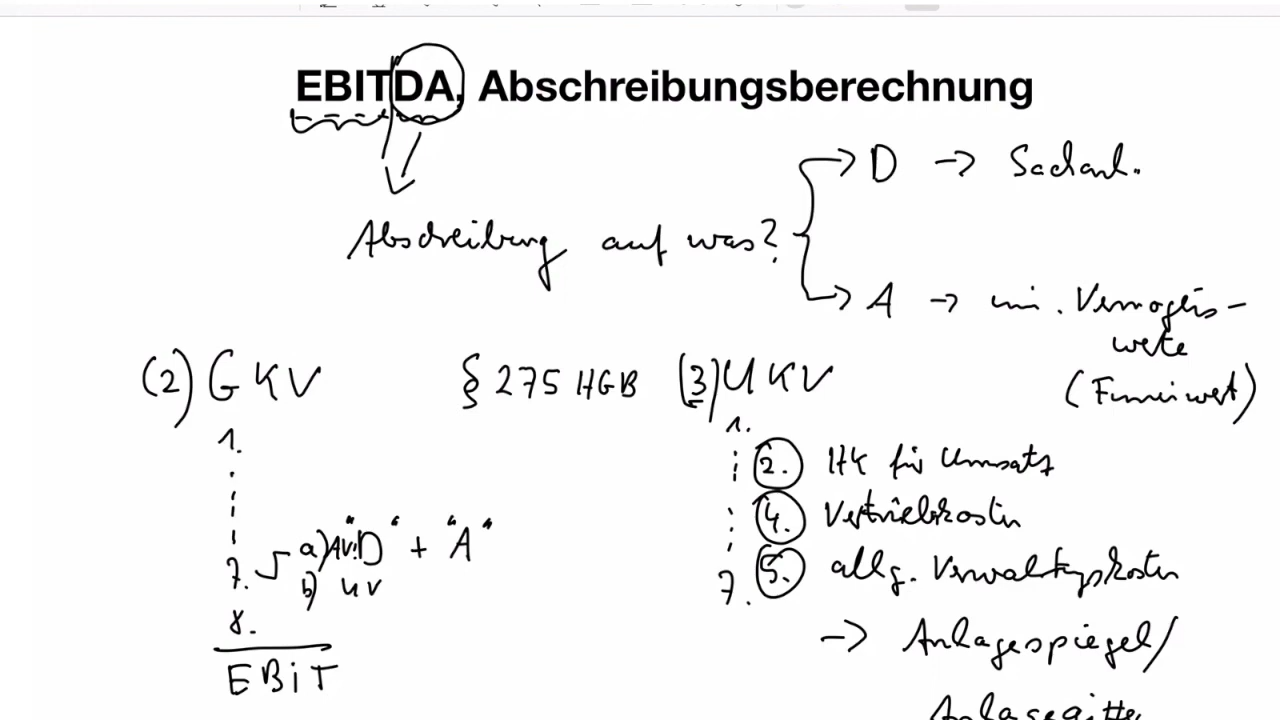 EBITDA, Abschreibungsberechnung
D → Sachanl.
Abschreibung auf was?
A → imm. Vermögens-
werte
(Firmenwert)
(2) GKV § 275 HGB (3) UKV
1. 1.
2. HK für Umsatz
4. Vertriebskosten
a) AV: "D" + "A"
7. b) UV 7. 5. allg. Verwaltungskosten
8.
→ Anlagespiegel/
EBiT
Anlagegitter